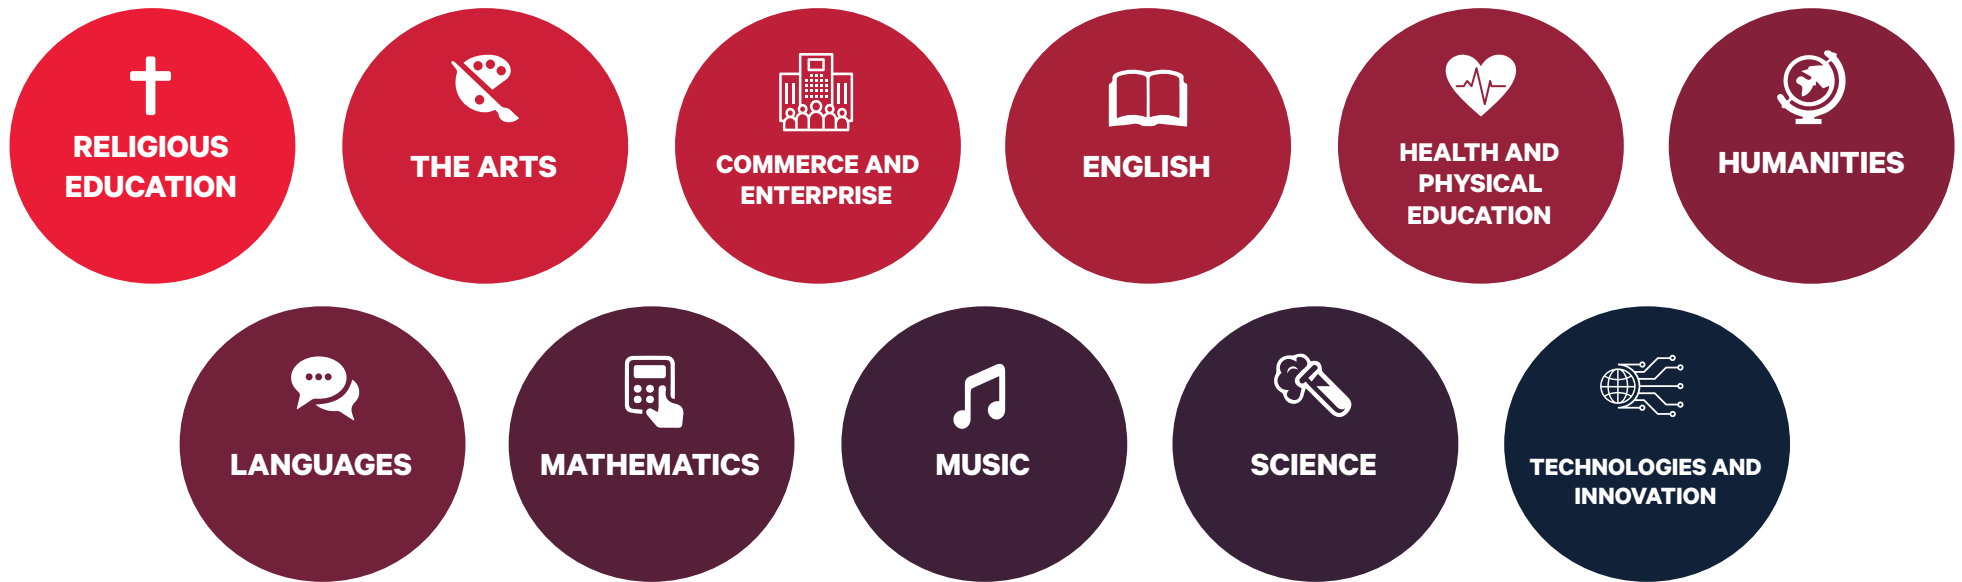 RELIGIOUS
EDUCATION
THE ARTS
COMMERCE AND
ENTERPRISE
ENGLISH
HEALTH AND
PHYSICAL
EDUCATION
HUMANITIES
LANGUAGES
MATHEMATICS
MUSIC
SCIENCE
TECHNOLOGIES AND
INNOVATION